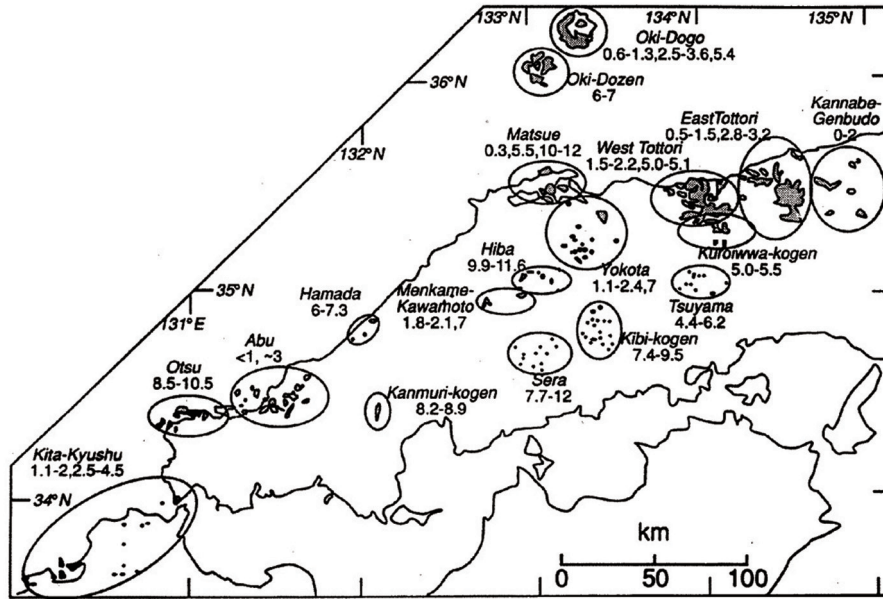 133°N
134°N
135°N
Oki-Dogo
0.6-1.3,2.5-3.6,5.4
36°N
Oki-Dozen
6-7
Kannabe-
Genbudo
0-2
EastTottori
0.5-1.5,2.8-3.2
132°N
Matsue
0.3,5.5,10-12
West Tottori
1.5-2.2,5.0-5.1
Kuroiwwa-kogen
5.0-5.5
Hiba
9.9-11.6
Yokota
1.1-2.4,7
Tsuyama
4.4-6.2
35°N
131°E
Hamada
6-7.3
Menkame-
Kawamoto
1.8-2.1,7
Kibi-kogen
7.4-9.5
Abu
<1, ~3
Otsu
8.5-10.5
Sera
7.7-12
Kanmuri-kogen
8.2-8.9
Kita-Kyushu
1.1-2,2.5-4.5
34°N
km
0 50 100